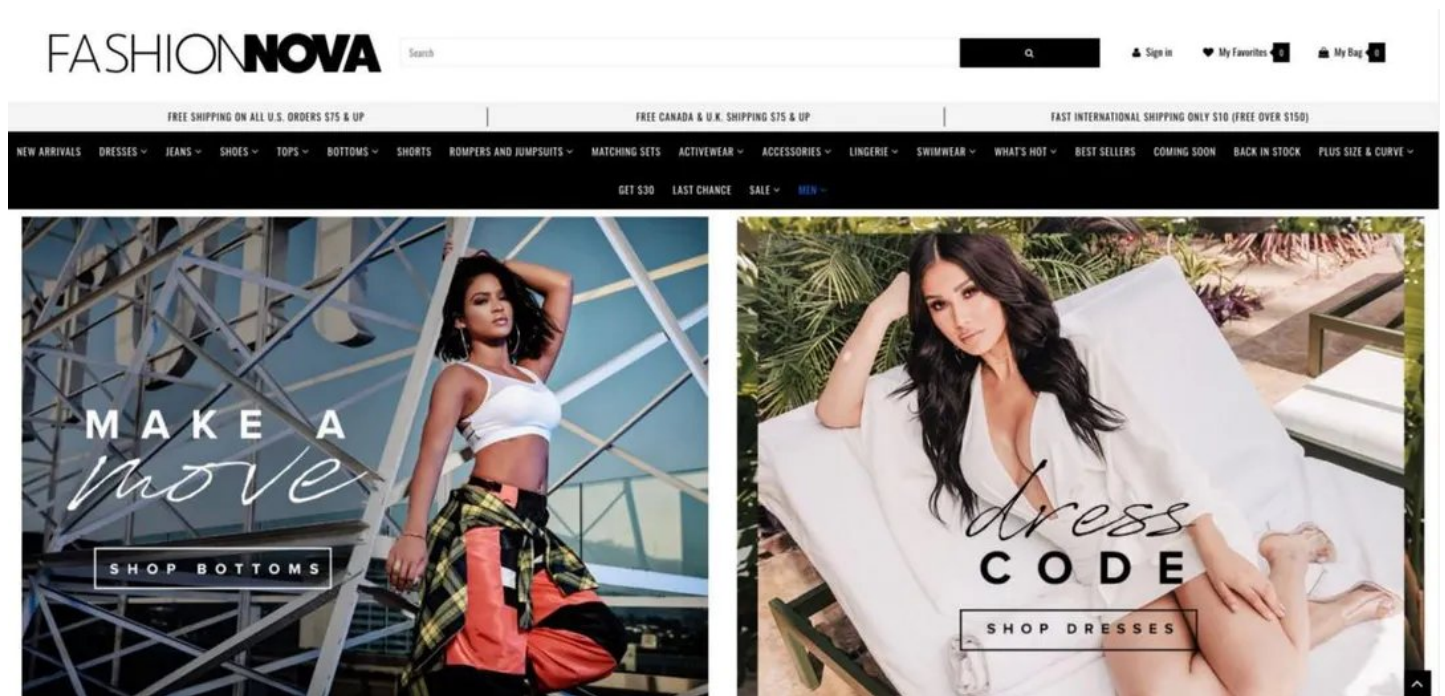 FASHIONNOVA
Search
Sign in
My Favorites 0
My Bag 0
FREE SHIPPING ON ALL U.S. ORDERS $75 & UP
FREE CANADA & U.K. SHIPPING $75 & UP
FAST INTERNATIONAL SHIPPING ONLY $10 (FREE OVER $150)
NEW ARRIVALS DRESSES JEANS SHOES TOPS BOTTOMS SHORTS ROMPERS AND JUMPSUITS MATCHING SETS ACTIVEWEAR ACCESSORIES LINGERIE SWIMWEAR WHAT'S HOT BEST SELLERS COMING SOON BACK IN STOCK PLUS SIZE & CURVE
GET $30 LAST CHANCE SALE MEN
MAKE A
move
SHOP BOTTOMS
dress
CODE
SHOP DRESSES